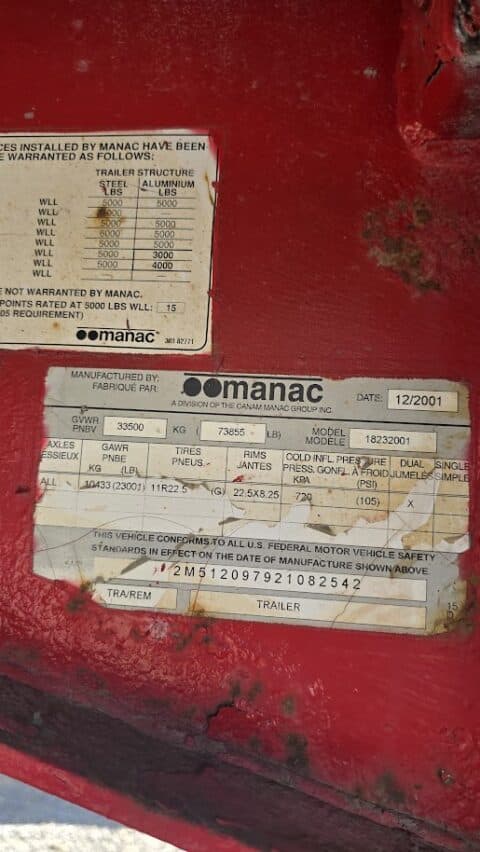 CES INSTALLED BY MANAC HAVE BEEN
E WARRANTED AS FOLLOWS:
TRAILER STRUCTURE
STEEL ALUMINIUM
LBS LBS
WLL 5000 5000
WLL 5000 —
WLL 5000 5000
WLL 5000
WLL 5000 5000
WLL 5000 3000
WLL 5000 4000
WLL —
E NOT WARRANTED BY MANAC.
POINTS RATED AT 5000 LBS WLL: 15
05 REQUIREMENT)
manac
MANUFACTURED BY:
FABRIQUÉ PAR:
manac
A DIVISION OF THE CANAM MANAC GROUP INC.
DATE: 12/2001
GVWR
PNBV 33500 KG ( 73855 LB)
MODEL
MODELE 18232001
AXLES GAWR TIRES RIMS COLD INFL. PRESSURE DUAL SINGLE
ESSIEUX PNBE PNEUS JANTES PRESS. GONFL. A FROID JUMELÉS SIMPLE
KG (LB) KPA (PSI)
ALL 10433 (23001) 11R22.5 (G) 22.5X8.25 720 (105) X
THIS VEHICLE CONFORMS TO ALL U.S. FEDERAL MOTOR VEHICLE SAFETY
STANDARDS IN EFFECT ON THE DATE OF MANUFACTURE SHOWN ABOVE
2M512097921082542
TRA/REM TRAILER
15